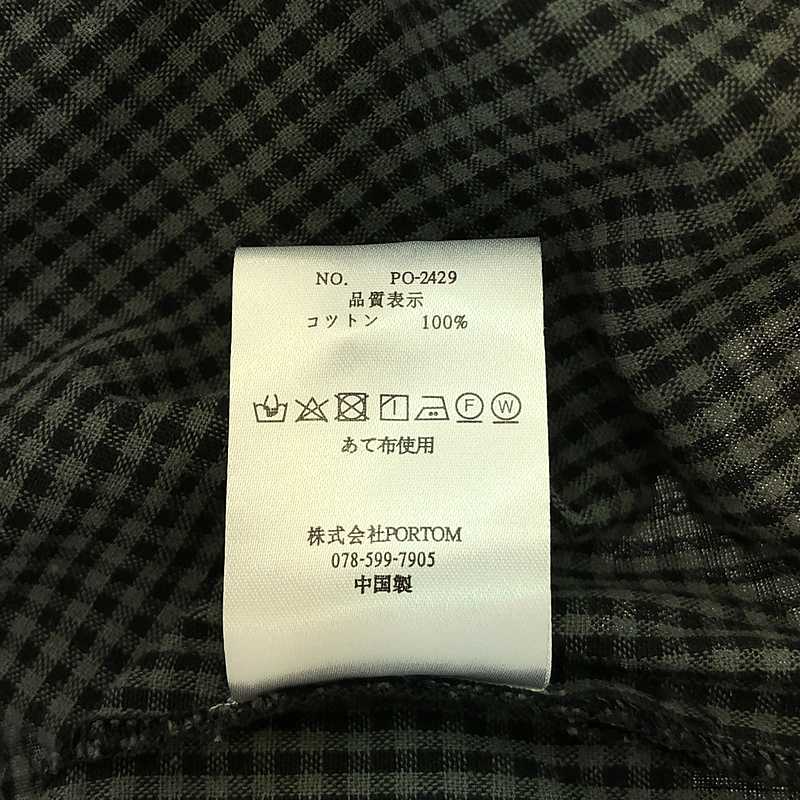 NO. PO-2429
品質表示
コツトン 100%
F W
あて布使用
株式会社PORTOM
078-599-7905
中国製